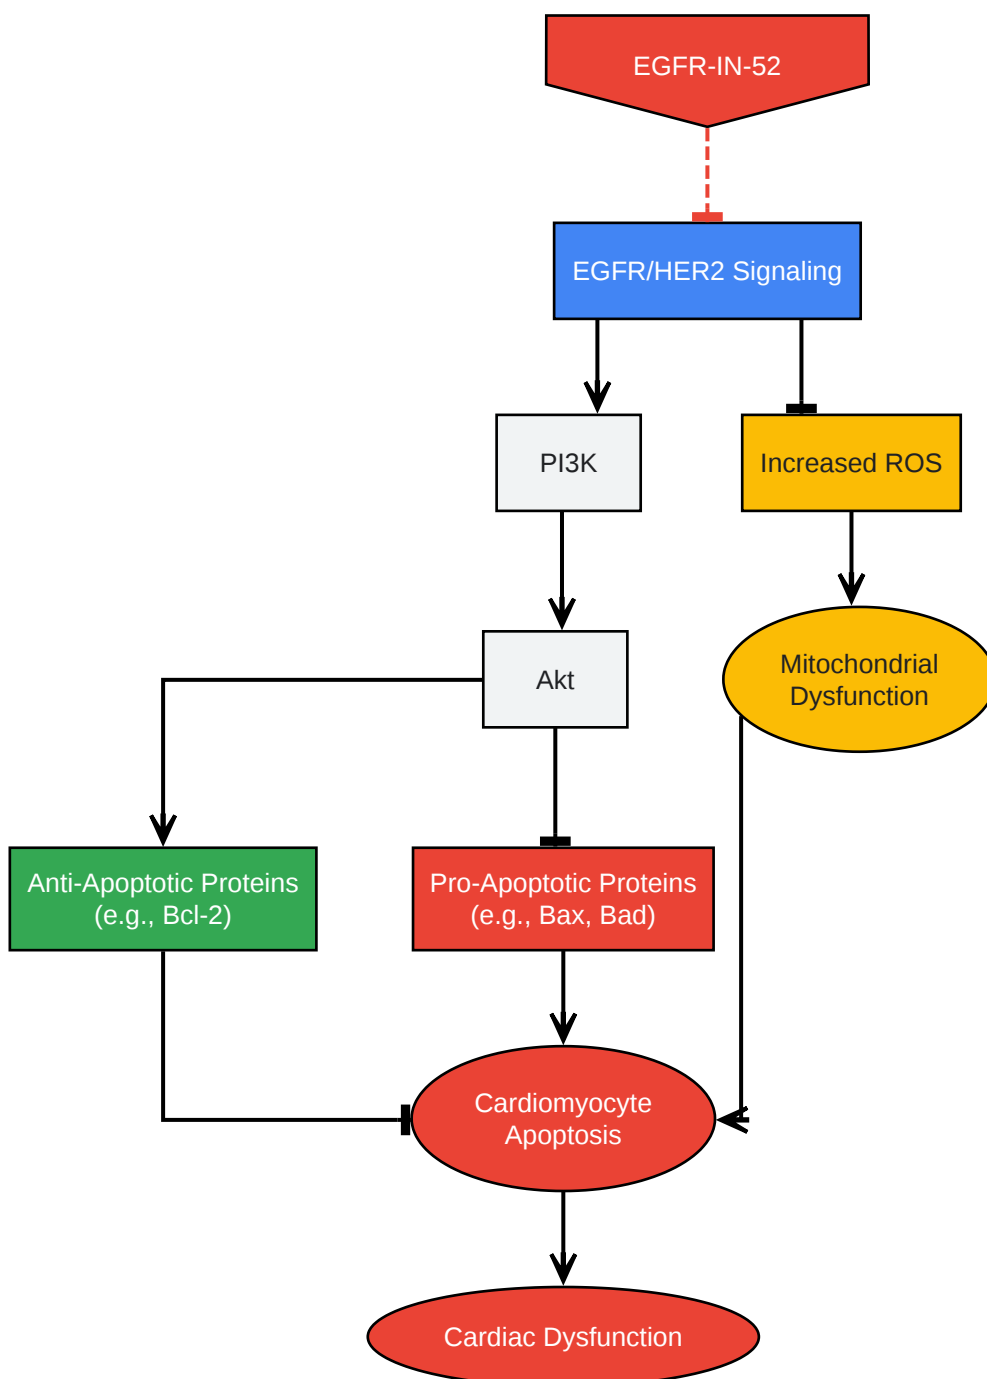 EGFR-IN-52
EGFR/HER2 Signaling
PI3K
Increased ROS
Akt
Mitochondrial
Dysfunction
Anti-Apoptotic Proteins
(e.g., Bcl-2)
Pro-Apoptotic Proteins
(e.g., Bax, Bad)
Cardiomyocyte
Apoptosis
Cardiac Dysfunction